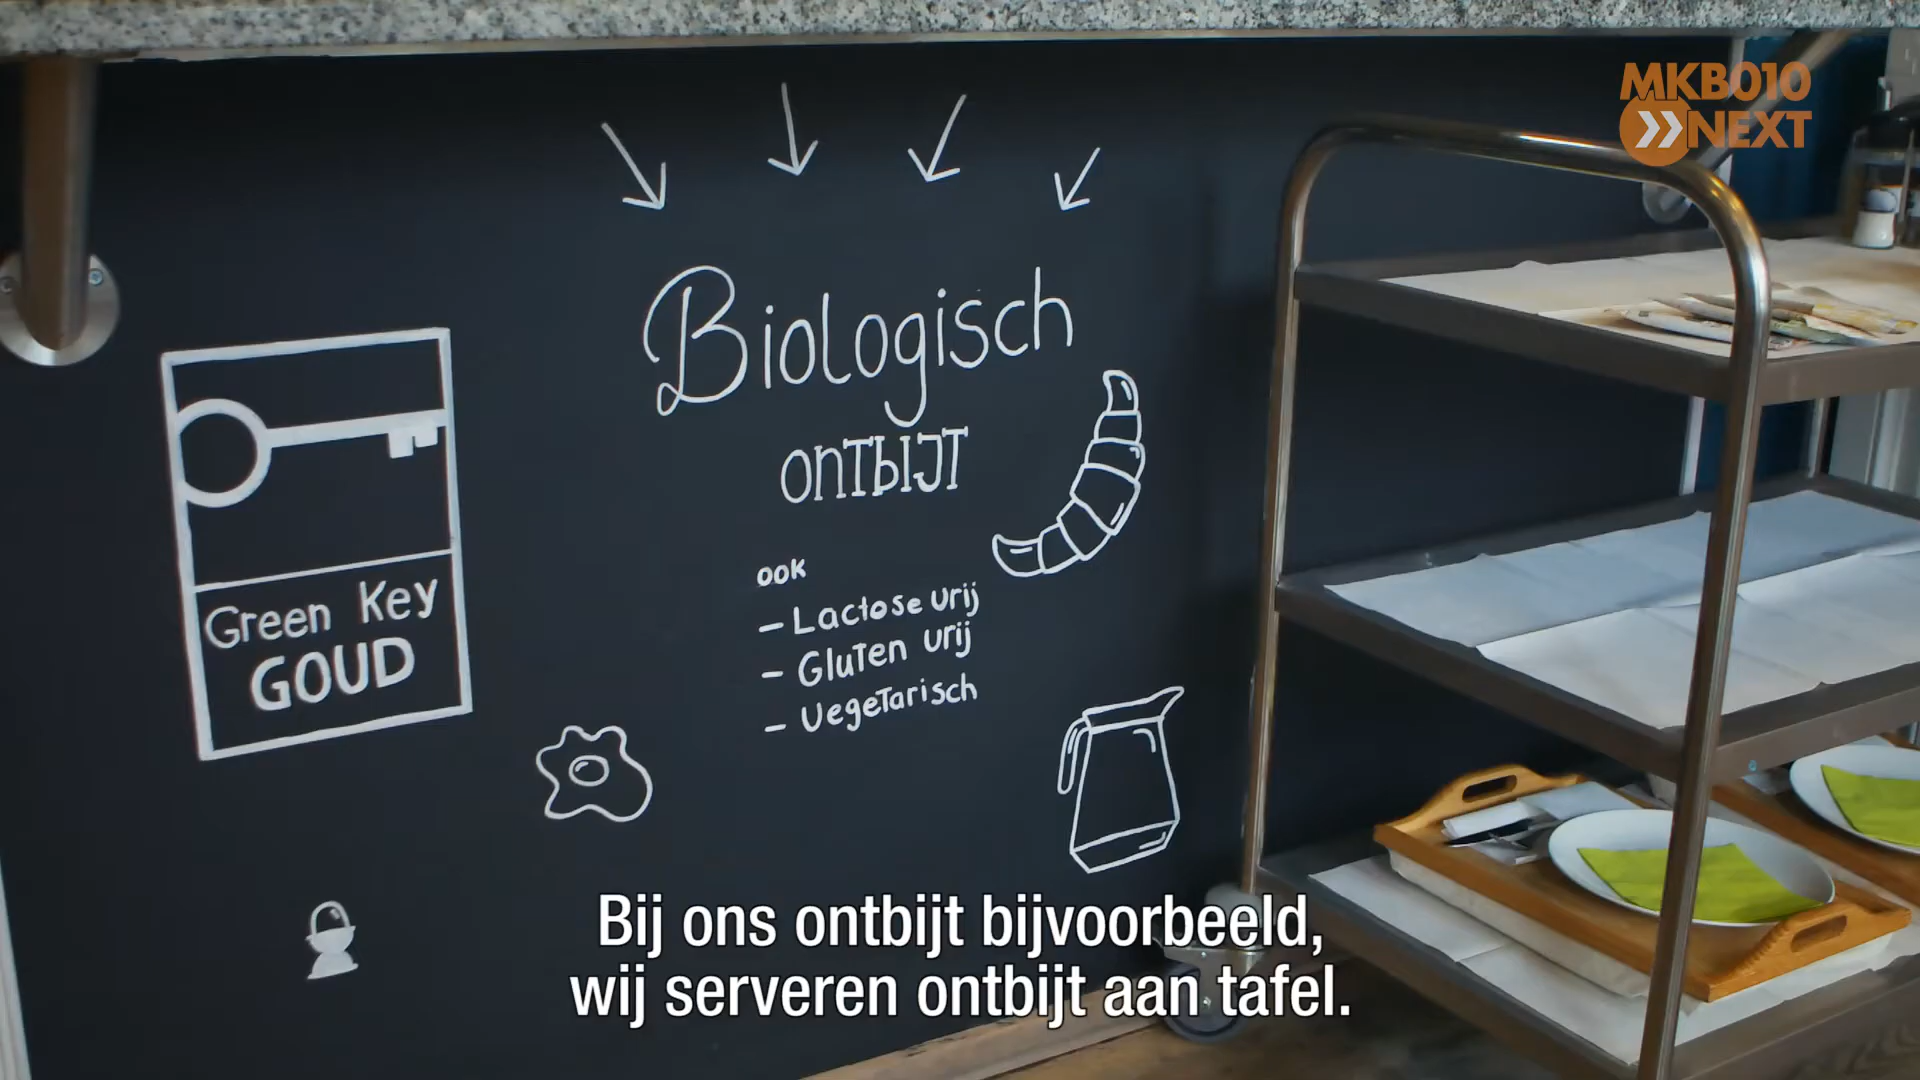 MKB010
NEXT
Biologisch
ontbijt
ook
- Lactose vrij
- Gluten vrij
- Vegetarisch
Green Key
GOUD
Bij ons ontbijt bijvoorbeeld,
wij serveren ontbijt aan tafel.